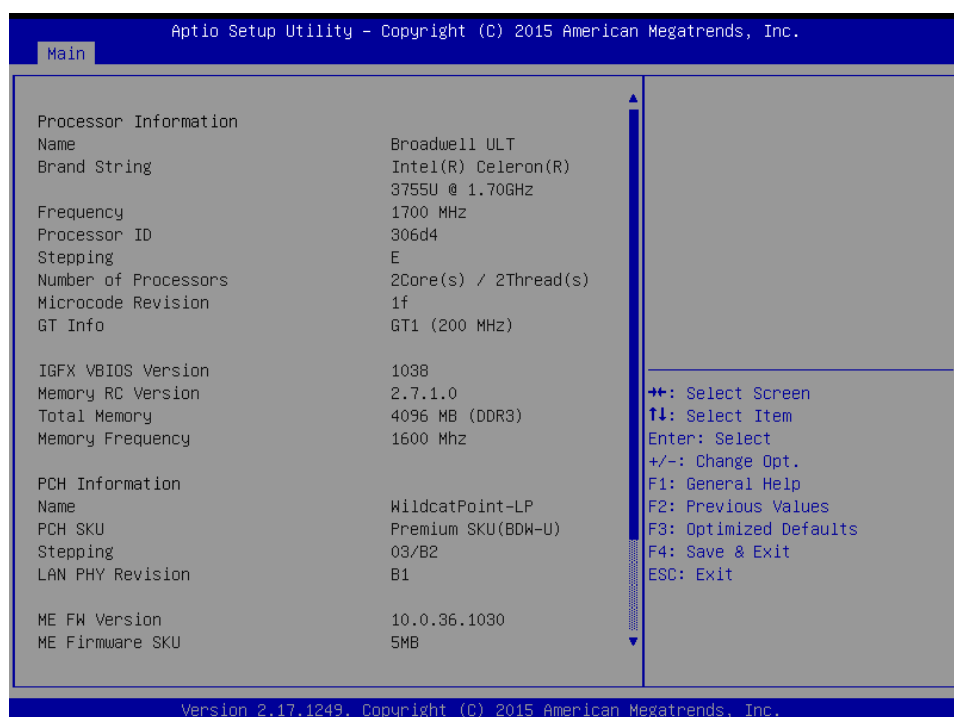 Aptio Setup Utility – Copyright (C) 2015 American Megatrends, Inc.
Main
Processor Information
Name Broadwell ULT
Brand String Intel(R) Celeron(R)
3755U @ 1.70GHz
Frequency 1700 MHz
Processor ID 306d4
Stepping E
Number of Processors 2Core(s) / 2Thread(s)
Microcode Revision 1f
GT Info GT1 (200 MHz)
IGFX VBIOS Version 1038
Memory RC Version 2.7.1.0
Total Memory 4096 MB (DDR3)
Memory Frequency 1600 Mhz
PCH Information
Name WildcatPoint-LP
PCH SKU Premium SKU(BDW-U)
Stepping 03/B2
LAN PHY Revision B1
ME FW Version 10.0.36.1030
ME Firmware SKU 5MB
→←: Select Screen
↑↓: Select Item
Enter: Select
+/-: Change Opt.
F1: General Help
F2: Previous Values
F3: Optimized Defaults
F4: Save & Exit
ESC: Exit
Version 2.17.1249. Copyright (C) 2015 American Megatrends, Inc.